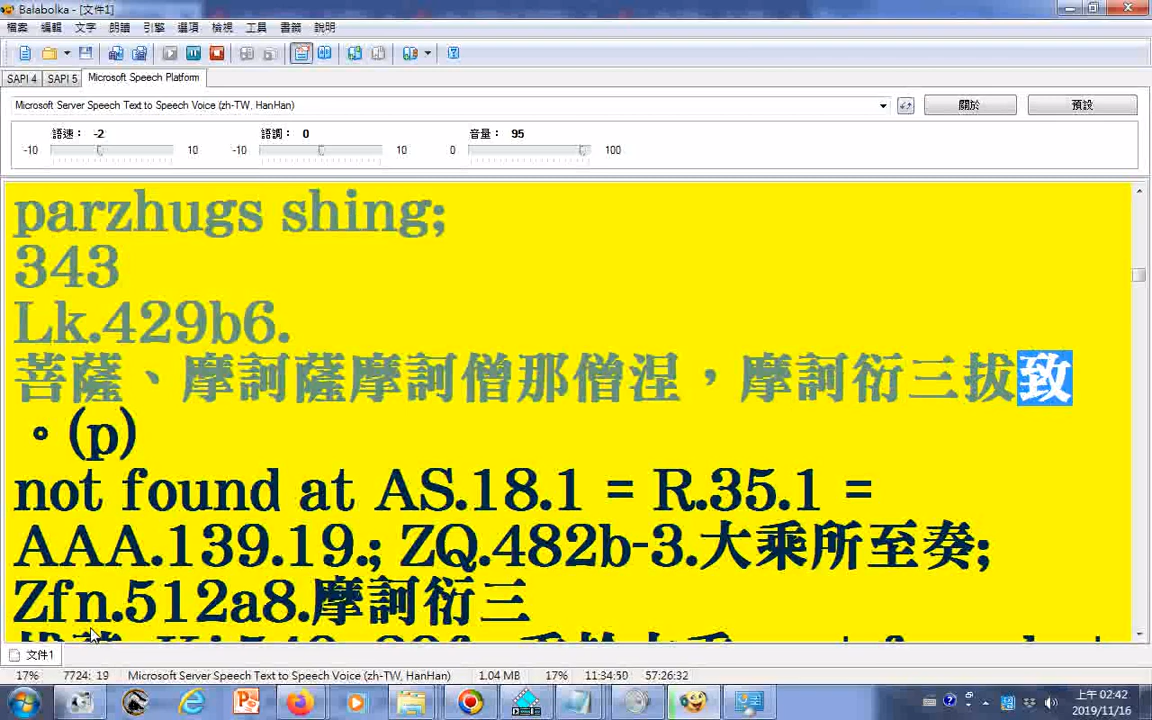 Balabolka - [文件1]
檔案 編輯 文字 朗讀 引擎 選項 檢視 工具 書籤 說明
SAPI 4 SAPI 5 Microsoft Speech Platform
Microsoft Server Speech Text to Speech Voice (zh-TW, HanHan) 關於 預設
語速： -2 語調： 0 音量： 95
-10 10 -10 10 0 100
parzhugs shing;
343
Lk.429b6.
菩薩、摩訶薩摩訶僧那僧涅，摩訶衍三拔致
。(p)
not found at AS.18.1 = R.35.1 =
AAA.139.19.; ZQ.482b-3.大乘所至奏;
Zfn.512a8.摩訶衍三
文件1
17% 7724: 19 Microsoft Server Speech Text to Speech Voice (zh-TW, HanHan) 1.04 MB 17% 11:34:50 57:26:32
上午 02:42
2019/11/16